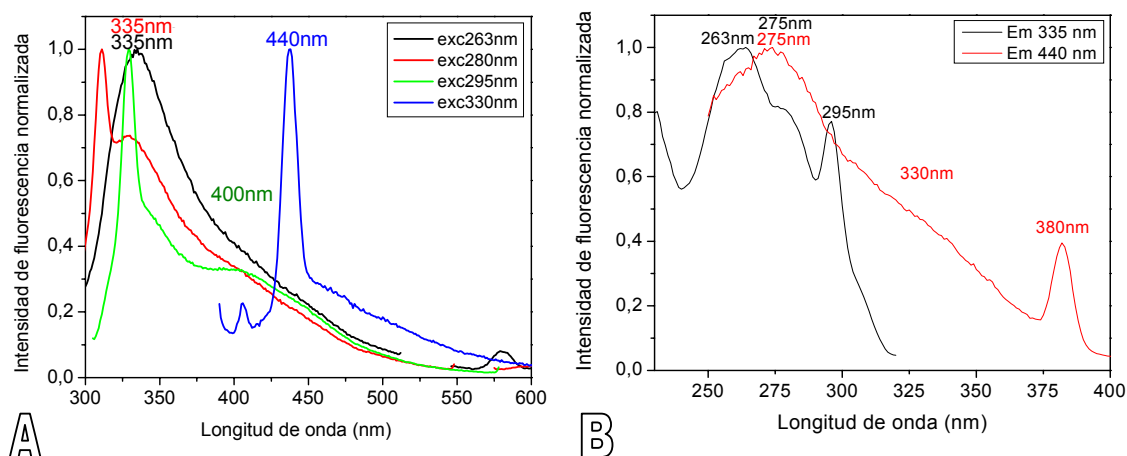 335nm
335nm
440nm
400nm
exc263nm
exc280nm
exc295nm
exc330nm
1,0
0,8
0,6
0,4
0,2
0,0
300
350
400
450
500
550
600
Intensidad de fluorescencia normalizada
Longitud de onda (nm)
A
275nm
263nm
275nm
295nm
330nm
380nm
Em 335 nm
Em 440 nm
1,0
0,8
0,6
0,4
0,2
0,0
250
275
300
325
350
375
400
Intensidad de fluorescencia normalizada
Longitud de onda (nm)
B